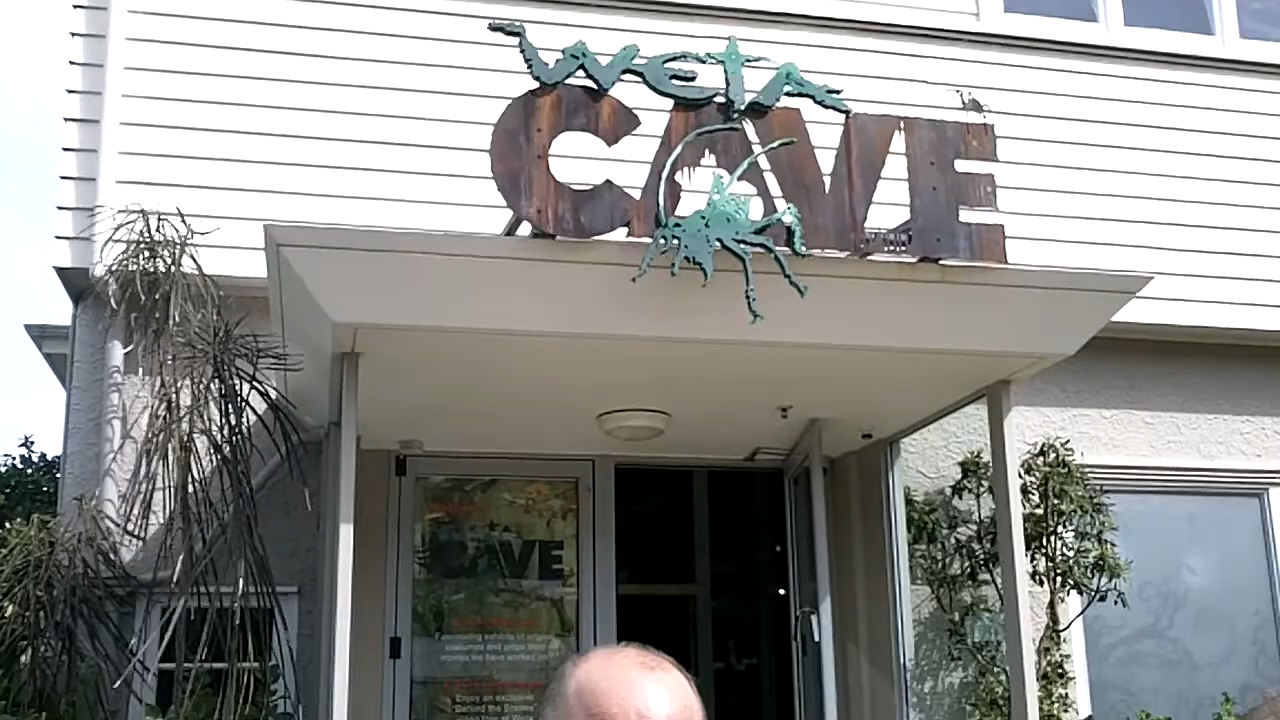 WETA
CAVE
CAVE
Fascinating exhibits of original
costumes and props from
movies we have worked on
Enjoy an exclusive
"Behind the Scenes"